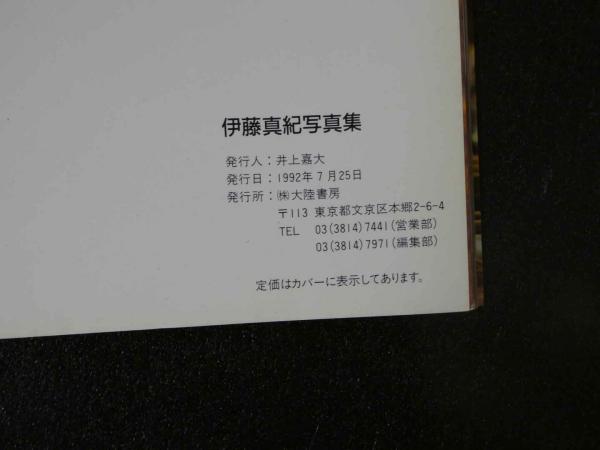 伊藤真紀写真集
発行人：井上嘉大
発行日：1992年7月25日
発行所：㈱大陸書房
〒113 東京都文京区本郷2-6-4
TEL 03(3814)7441(営業部)
03(3814)7971(編集部)
定価はカバーに表示してあります。